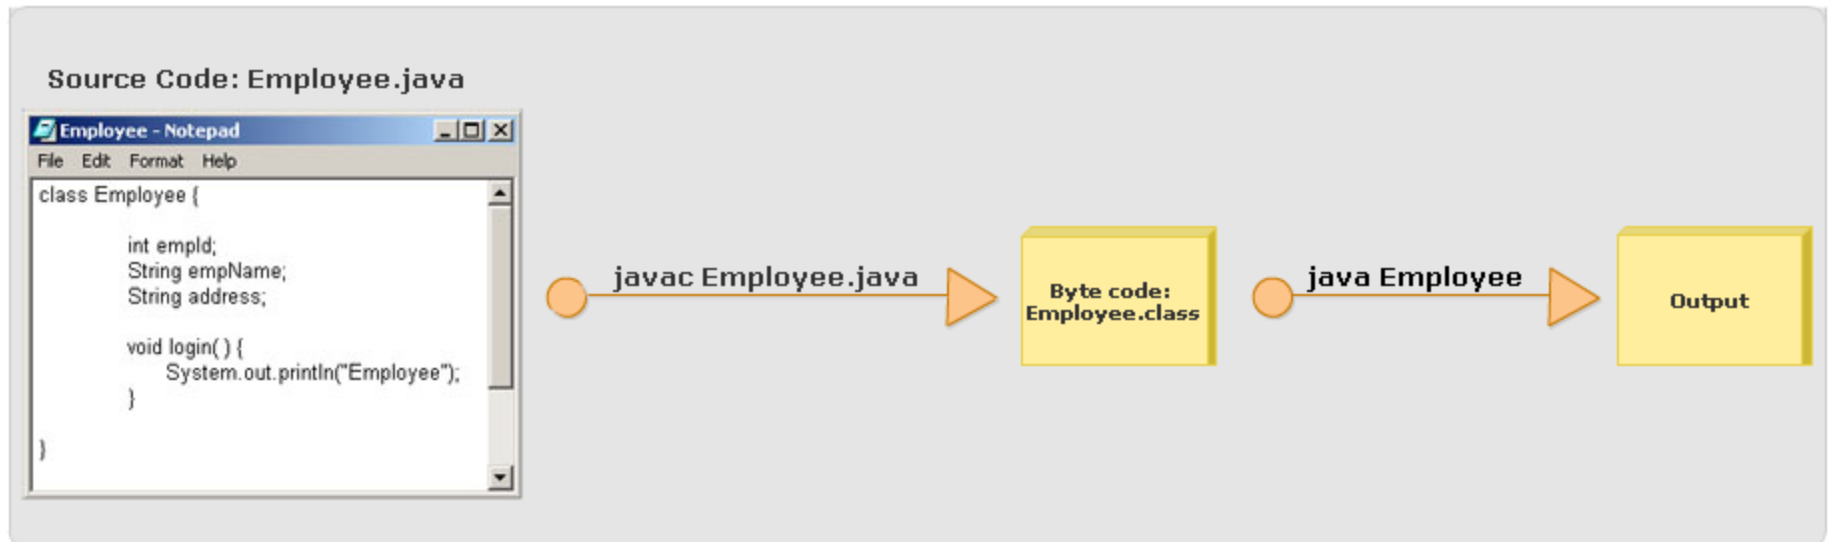 Source Code: Employee.java
Employee - Notepad
File Edit Format Help
class Employee {
int empId;
String empName;
String address;
void login( ) {
System.out.println("Employee");
}
}
javac Employee.java
Byte code:
Employee.class
java Employee
Output